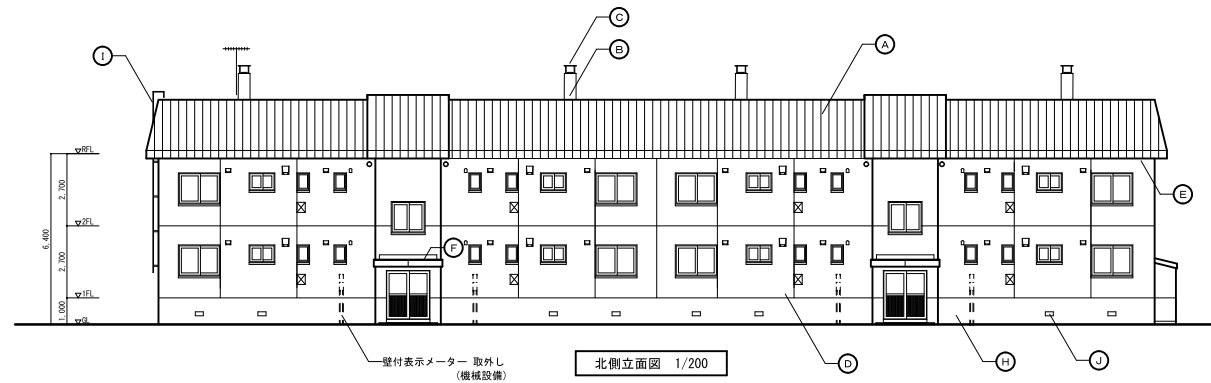 C
I
A
B
▽RFL
2,700
E
▽2FL
6,400
F
2,700
▽1FL
1,000
▽GL
壁付表示メーター 取外し
(機械設備)
北側立面図 1/200
D
H
J